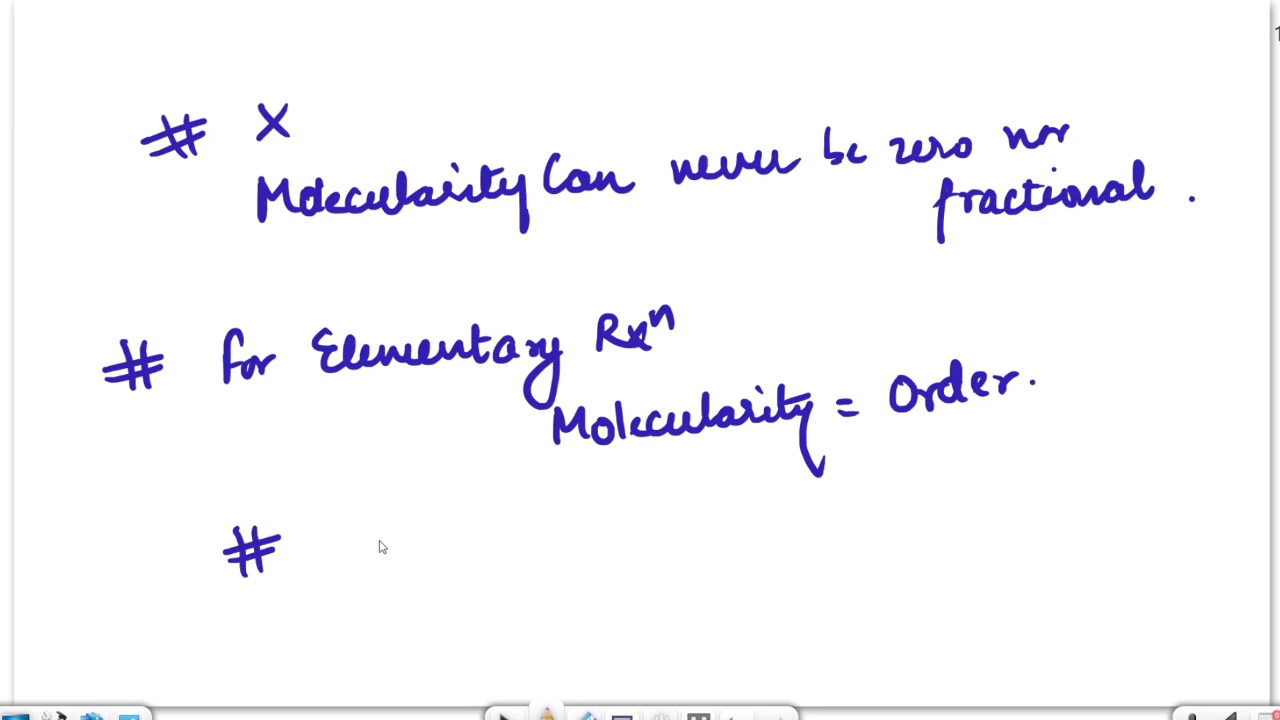 # X
Molecularity Can never be zero nor
fractional .
# For Elementary Rxⁿ
Molecularity = Order.
#